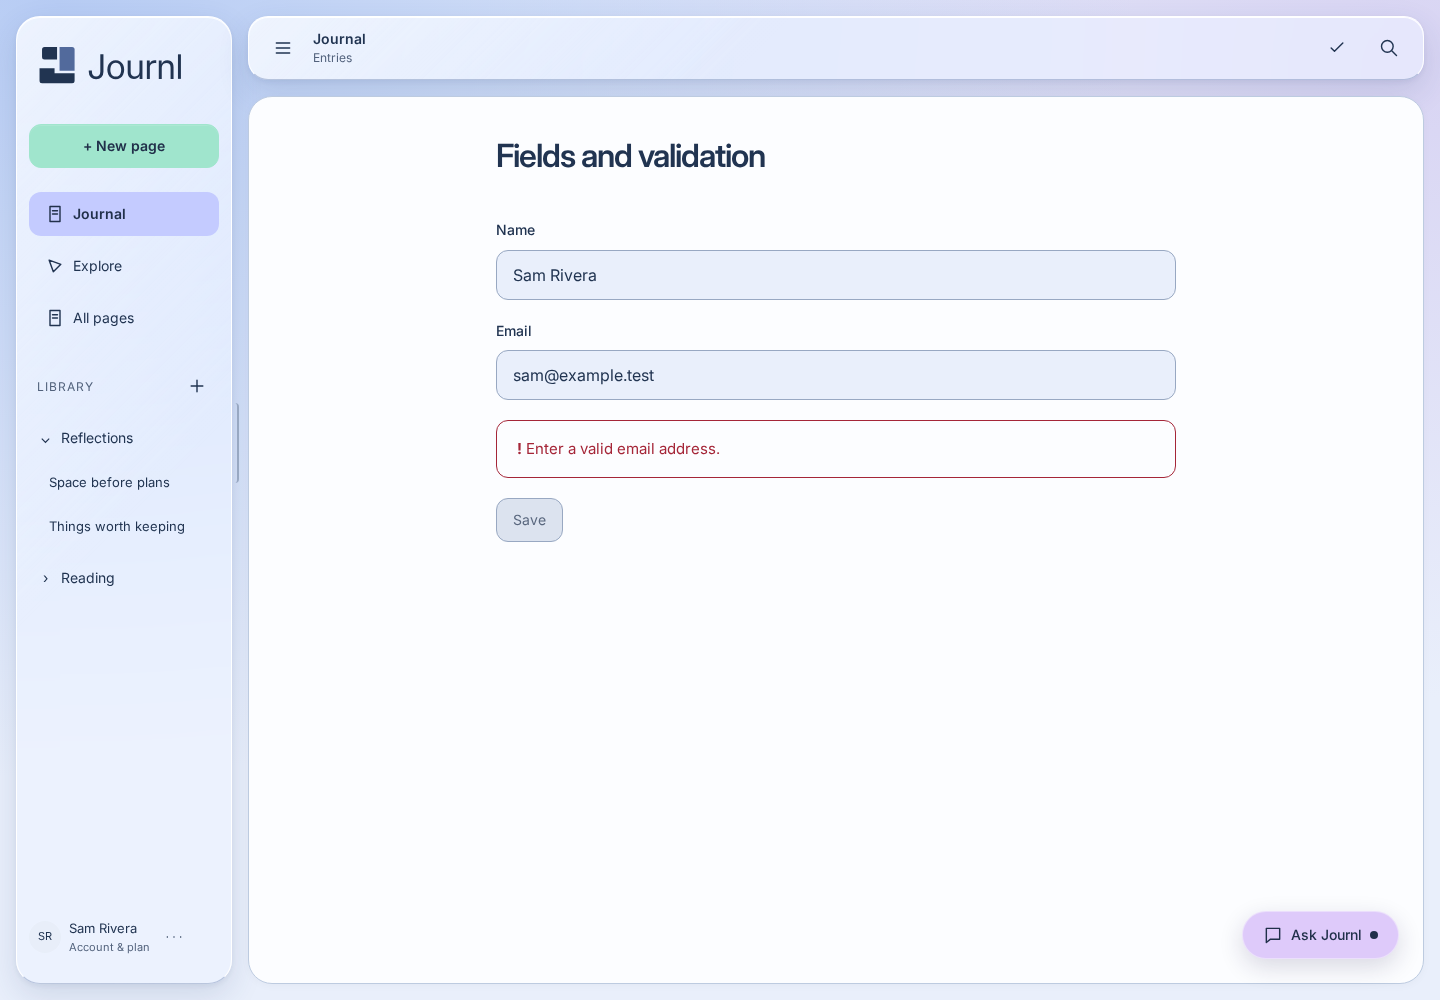 Journl
+ New page
Journal
Explore
All pages
LIBRARY
Reflections
Space before plans
Things worth keeping
Reading
SR
Sam Rivera
Account & plan
Journal
Entries
Fields and validation
Name
Sam Rivera
Email
sam@example.test
! Enter a valid email address.
Save
Ask Journl